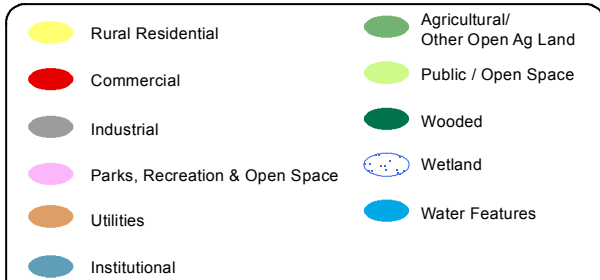 Rural Residential
Commercial
Industrial
Parks, Recreation & Open Space
Utilities
Institutional
Agricultural/
Other Open Ag Land
Public / Open Space
Wooded
Wetland
Water Features